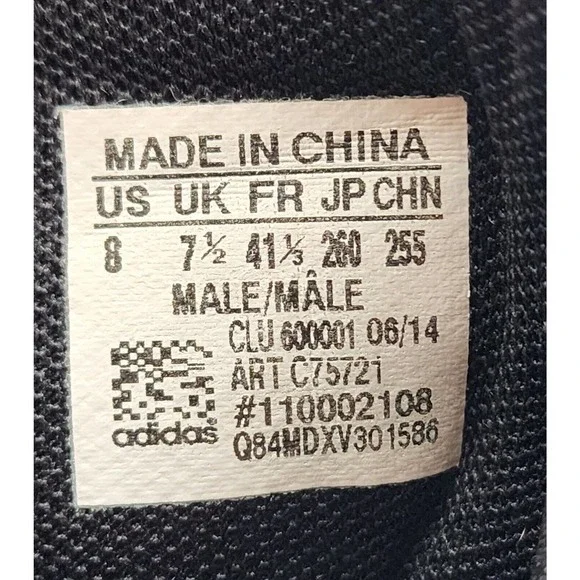 MADE IN CHINA
US UK FR JP CHN
8 7½ 41⅓ 260 255
MALE/MÂLE
CLU 600001 06/14
ART C75721
#110002108
adidas
Q84MDXV301586